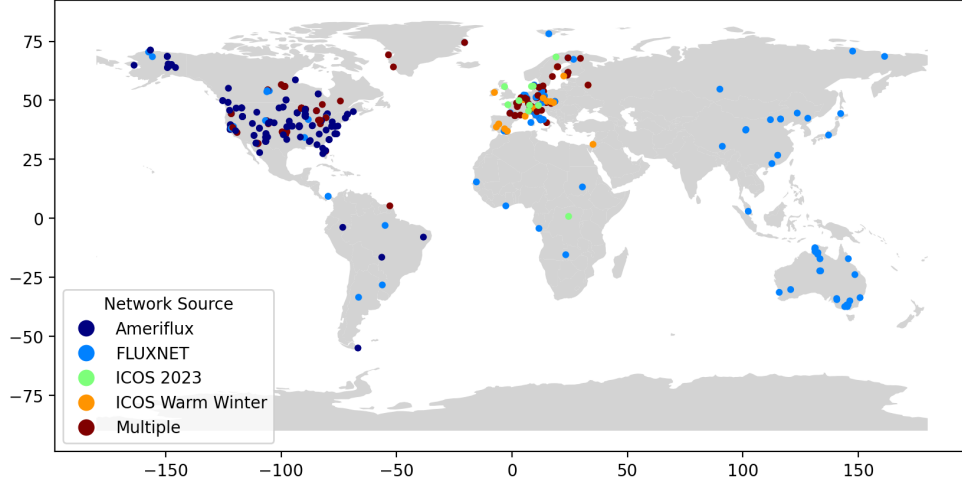 75
50
25
0
−25
−50
−75
Network Source
Ameriflux
FLUXNET
ICOS 2023
ICOS Warm Winter
Multiple
−150
−100
−50
0
50
100
150